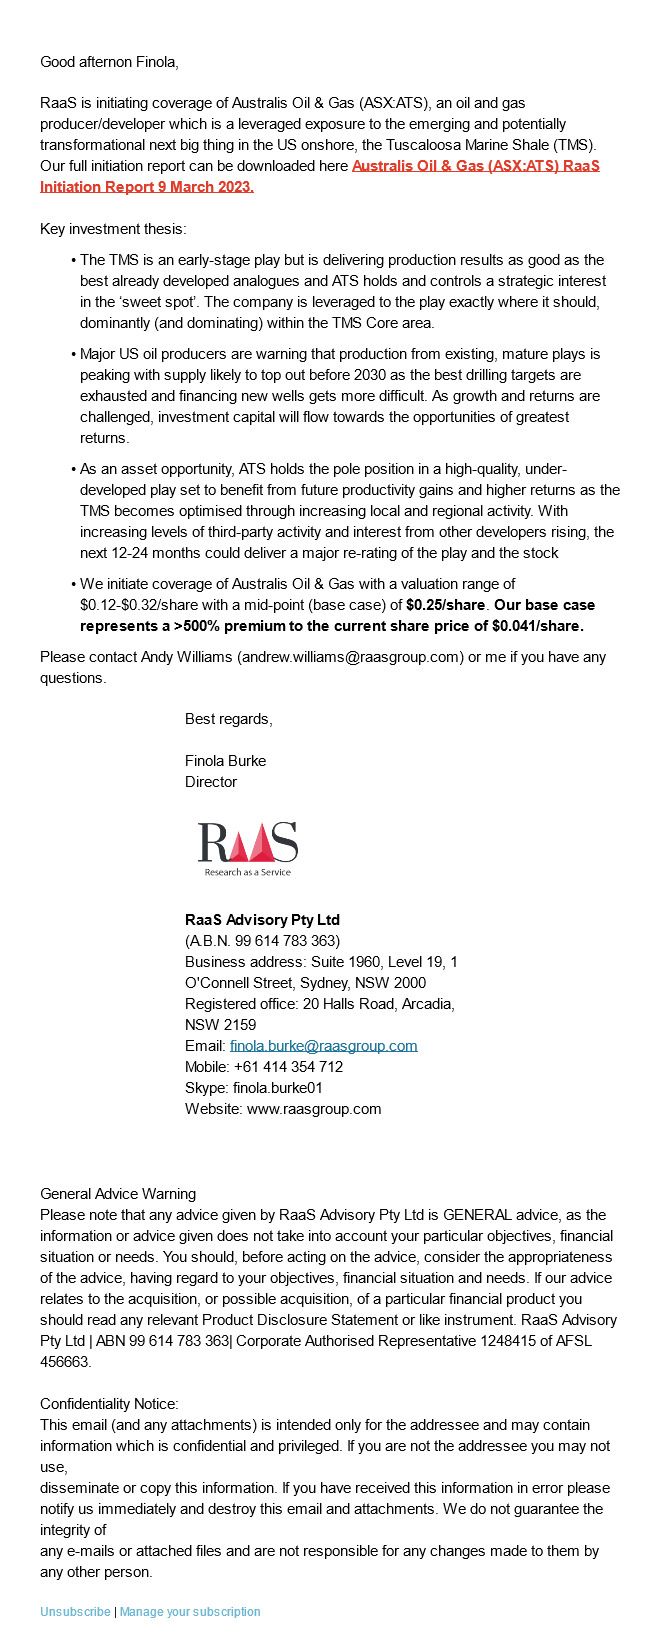 Good afternoon Finola,
RaaS is initiating coverage of Australis Oil & Gas (ASX:ATS), an oil and gas
producer/developer which is a leveraged exposure to the emerging and potentially
transformational next big thing in the US onshore, the Tuscaloosa Marine Shale (TMS).
Our full initiation report can be downloaded here Australis Oil & Gas (ASX:ATS) RaaS
Initiation Report 9 March 2023.
Key investment thesis:
• The TMS is an early-stage play but is delivering production results as good as the
best already developed analogues and ATS holds and controls a strategic interest
in the ‘sweet spot’. The company is leveraged to the play exactly where it should,
dominantly (and dominating) within the TMS Core area.
• Major US oil producers are warning that production from existing, mature plays is
peaking with supply likely to top out before 2030 as the best drilling targets are
exhausted and financing new wells gets more difficult. As growth and returns are
challenged, investment capital will flow towards the opportunities of greatest
returns.
• As an asset opportunity, ATS holds the pole position in a high-quality, under-
developed play set to benefit from future productivity gains and higher returns as the
TMS becomes optimised through increasing local and regional activity. With
increasing levels of third-party activity and interest from other developers rising, the
next 12-24 months could deliver a major re-rating of the play and the stock
• We initiate coverage of Australis Oil & Gas with a valuation range of
$0.12-$0.32/share with a mid-point (base case) of $0.25/share. Our base case
represents a >500% premium to the current share price of $0.041/share.
Please contact Andy Williams (andrew.williams@raasgroup.com) or me if you have any
questions.
Best regards,
Finola Burke
Director
RaaS
Research as a Service
RaaS Advisory Pty Ltd
(A.B.N. 99 614 783 363)
Business address: Suite 1960, Level 19, 1
O'Connell Street, Sydney, NSW 2000
Registered office: 20 Halls Road, Arcadia,
NSW 2159
Email: finola.burke@raasgroup.com
Mobile: +61 414 354 712
Skype: finola.burke01
Website: www.raasgroup.com
General Advice Warning
Please note that any advice given by RaaS Advisory Pty Ltd is GENERAL advice, as the
information or advice given does not take into account your particular objectives, financial
situation or needs. You should, before acting on the advice, consider the appropriateness
of the advice, having regard to your objectives, financial situation and needs. If our advice
relates to the acquisition, or possible acquisition, of a particular financial product you
should read any relevant Product Disclosure Statement or like instrument. RaaS Advisory
Pty Ltd | ABN 99 614 783 363| Corporate Authorised Representative 1248415 of AFSL
456663.
Confidentiality Notice:
This email (and any attachments) is intended only for the addressee and may contain
information which is confidential and privileged. If you are not the addressee you may not
use,
disseminate or copy this information. If you have received this information in error please
notify us immediately and destroy this email and attachments. We do not guarantee the
integrity of
any e-mails or attached files and are not responsible for any changes made to them by
any other person.
Unsubscribe | Manage your subscription